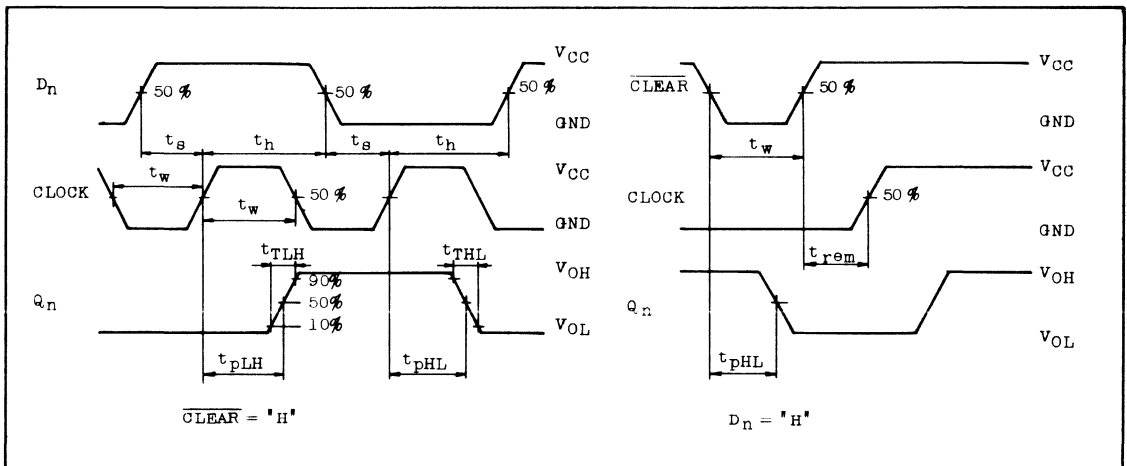 Dn
50%
50%
50%
VCC
GND
ts
th
ts
th
CLOCK
tw
tw
50%
VCC
GND
tTLH
tTHL
Qn
90%
50%
10%
VOH
VOL
tpLH
tpHL
CLEAR = "H"
CLEAR
50%
VCC
GND
tw
CLOCK
50%
VCC
GND
trem
Qn
VOH
VOL
tpHL
Dn = "H"